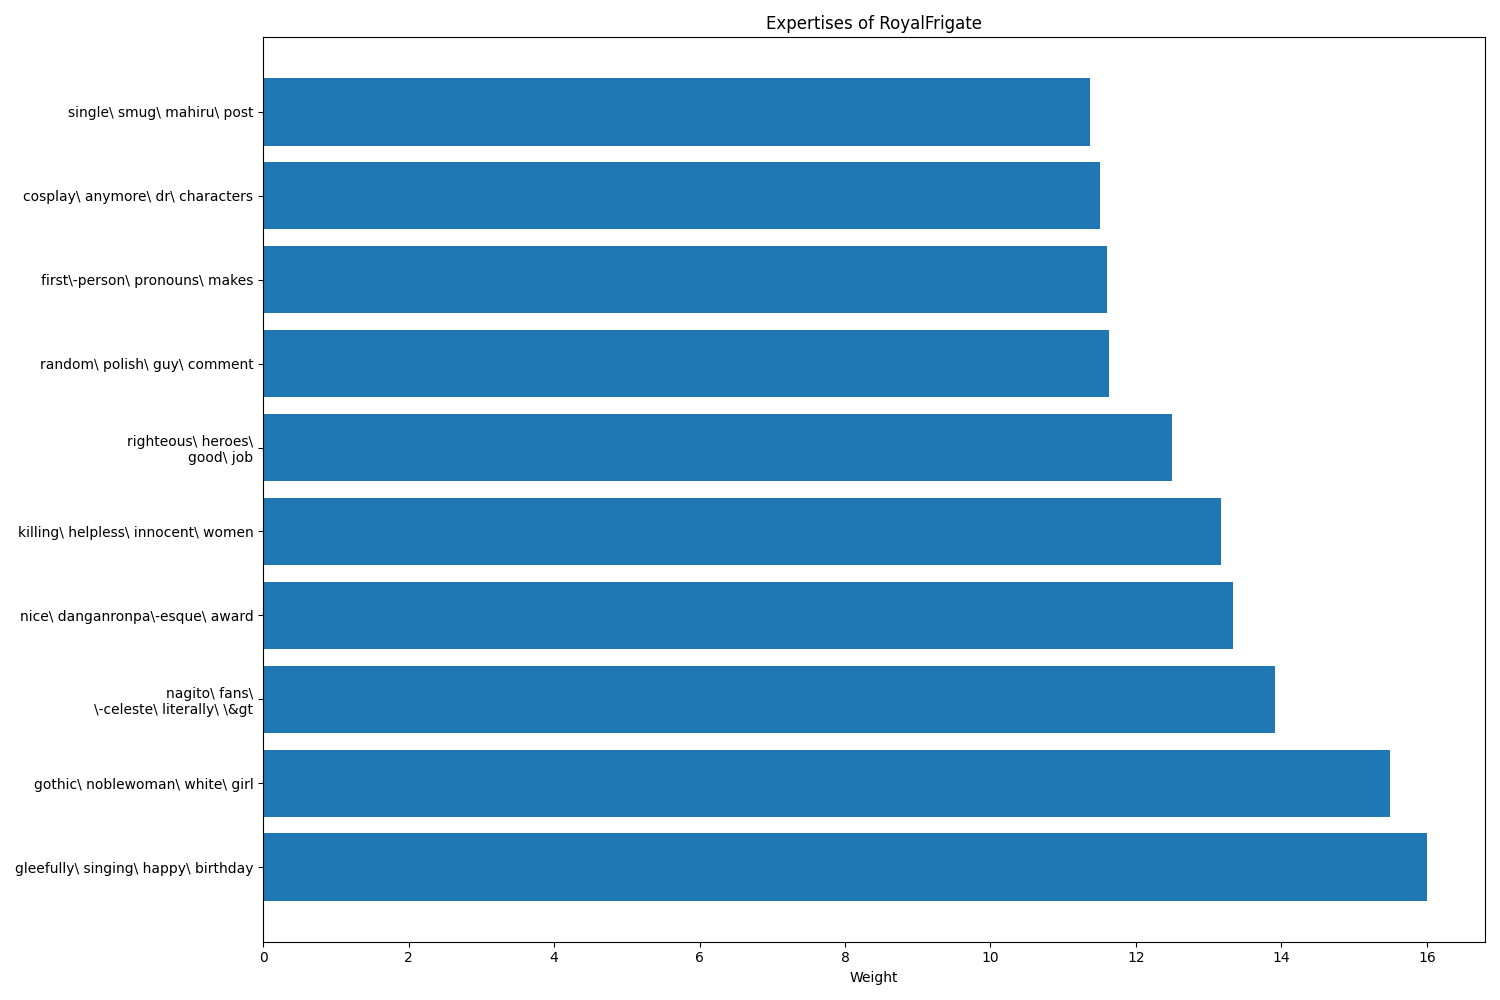 Expertises of RoyalFrigate
single\ smug\ mahiru\ post
cosplay\ anymore\ dr\ characters
first\-person\ pronouns\ makes
random\ polish\ guy\ comment
righteous\ heroes\
good\ job
killing\ helpless\ innocent\ women
nice\ danganronpa\-esque\ award
nagito\ fans\
\-celeste\ literally\ \&gt
gothic\ noblewoman\ white\ girl
gleefully\ singing\ happy\ birthday
0 2 4 6 8 10 12 14 16
Weight